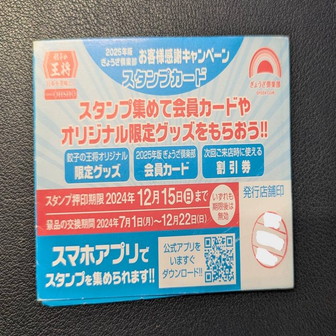 2025年版
ぎょうざ倶楽部
お客様感謝キャンペーン
スタンプカード
餃子の
王将
ぎょうざ倶楽部
スタンプ集めて会員カードや
オリジナル限定グッズをもらおう!!
餃子の王将オリジナル
限定グッズ
2025年版 ぎょうざ倶楽部
会員カード
次回ご来店時に使える
割引券
スタンプ押印期限 2024年12月15日(日)まで
景品の交換期間 2024年7月1日(月)〜12月22日(日)
いずれも
期限後は
無効
発行店舗印
スマホアプリで
スタンプを集められます!!
公式アプリを
いますぐ
ダウンロード!!